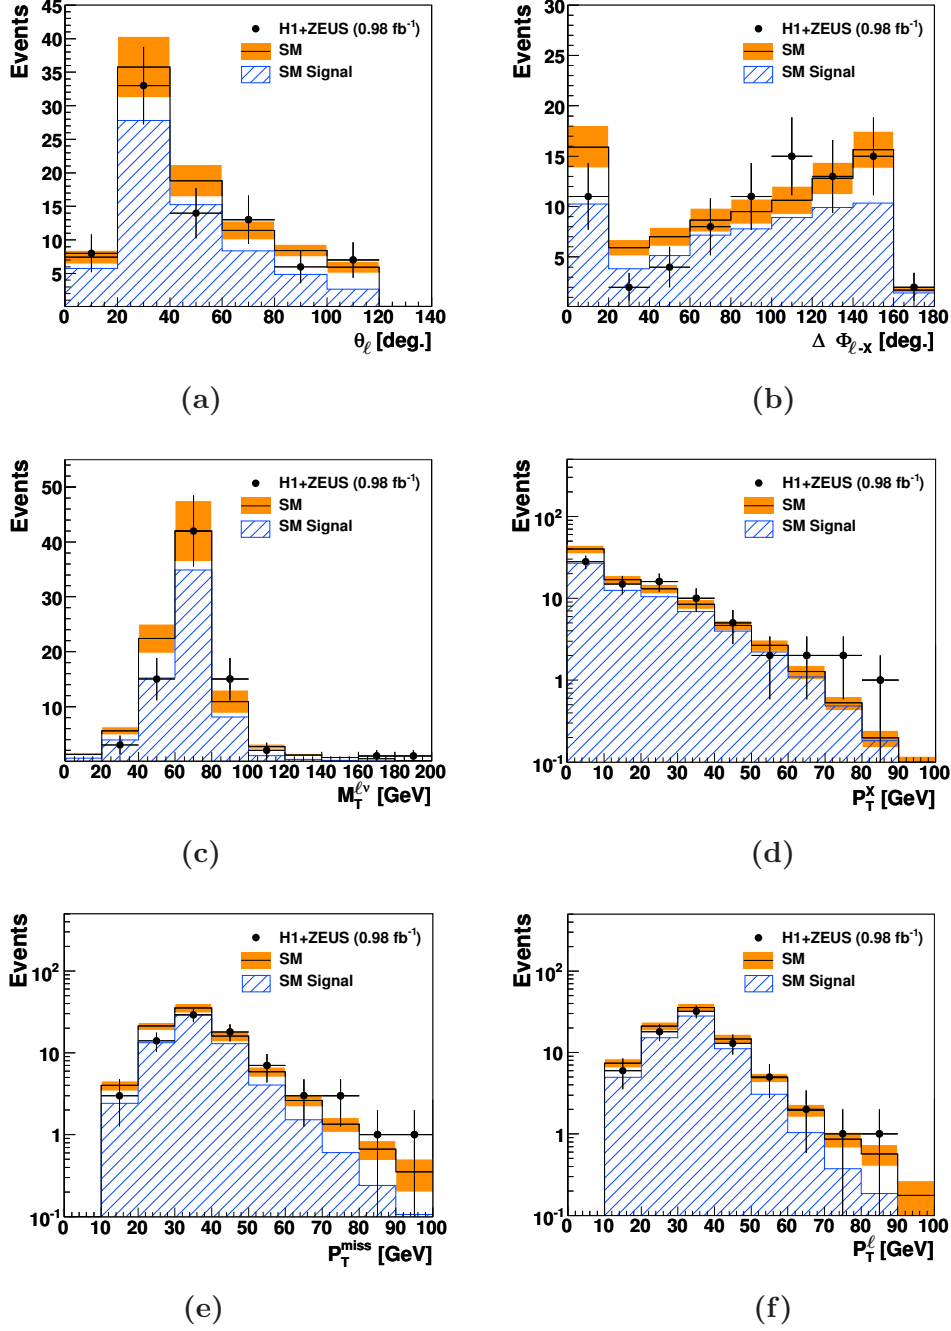 Events
45
40
35
30
25
20
15
10
5
H1+ZEUS (0.98 fb-1)
SM
SM Signal
0 20 40 60 80 100 120 140
θℓ [deg.]
(a)
Events
30
25
20
15
10
5
H1+ZEUS (0.98 fb-1)
SM
SM Signal
0 20 40 60 80 100 120 140 160 180
Δ Φℓ-X [deg.]
(b)
Events
50
40
30
20
10
H1+ZEUS (0.98 fb-1)
SM
SM Signal
0 20 40 60 80 100 120 140 160 180 200
MTℓν [GeV]
(c)
Events
10²
10
1
10-1
H1+ZEUS (0.98 fb-1)
SM
SM Signal
0 10 20 30 40 50 60 70 80 90 100
PTX [GeV]
(d)
Events
10²
10
1
10-1
H1+ZEUS (0.98 fb-1)
SM
SM Signal
0 10 20 30 40 50 60 70 80 90 100
PTmiss [GeV]
(e)
Events
10²
10
1
10-1
H1+ZEUS (0.98 fb-1)
SM
SM Signal
0 10 20 30 40 50 60 70 80 90 100
PTℓ [GeV]
(f)